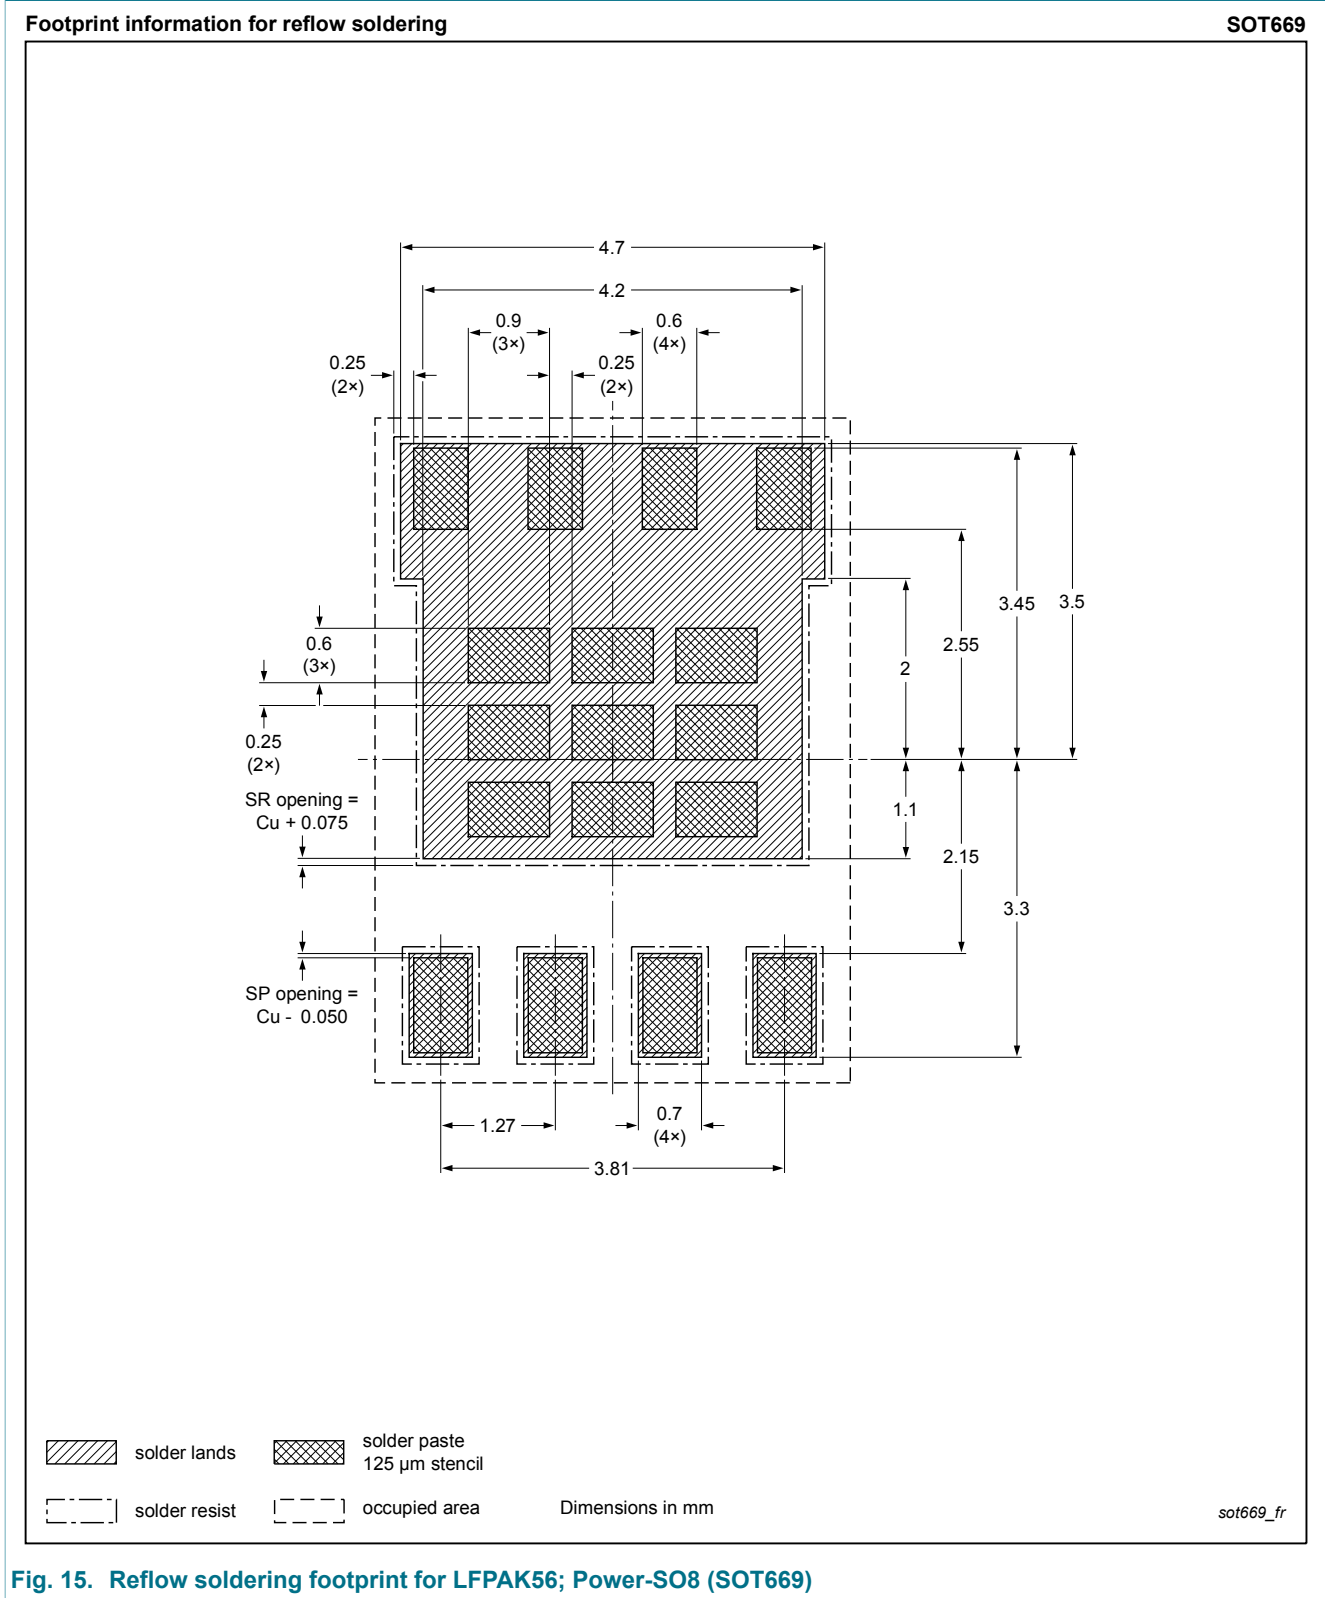 Footprint information for reflow soldering
SOT669
4.7
4.2
0.9
(3×)
0.6
(4×)
0.25
(2×)
0.25
(2×)
3.45
3.5
2.55
2
0.6
(3×)
0.25
(2×)
SR opening =
Cu + 0.075
1.1
2.15
3.3
SP opening =
Cu - 0.050
1.27
0.7
(4×)
3.81
solder lands
solder paste
125 µm stencil
solder resist
occupied area
Dimensions in mm
sot669_fr
Fig. 15. Reflow soldering footprint for LFPAK56; Power-SO8 (SOT669)